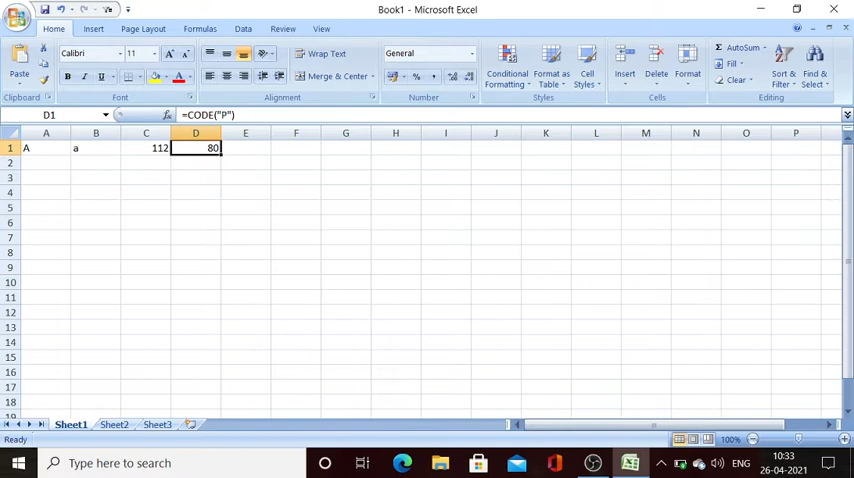 Book1 - Microsoft Excel
Home Insert Page Layout Formulas Data Review View
Calibri 11 Wrap Text General AutoSum
Fill
Paste B I U Merge & Center % , Conditional Formatting Format as Table Cell Styles Insert Delete Format Clear Sort & Filter Find & Select
Clipboard Font Alignment Number Styles Cells Editing
D1 fx =CODE("P")
A B C D E F G H I J K L M N O P
1 A a 112 80
2
3
4
5
6
7
8
9
10
11
12
13
14
15
16
17
18
19
Sheet1 Sheet2 Sheet3
Ready 100%
Type here to search ENG 10:33
26-04-2021